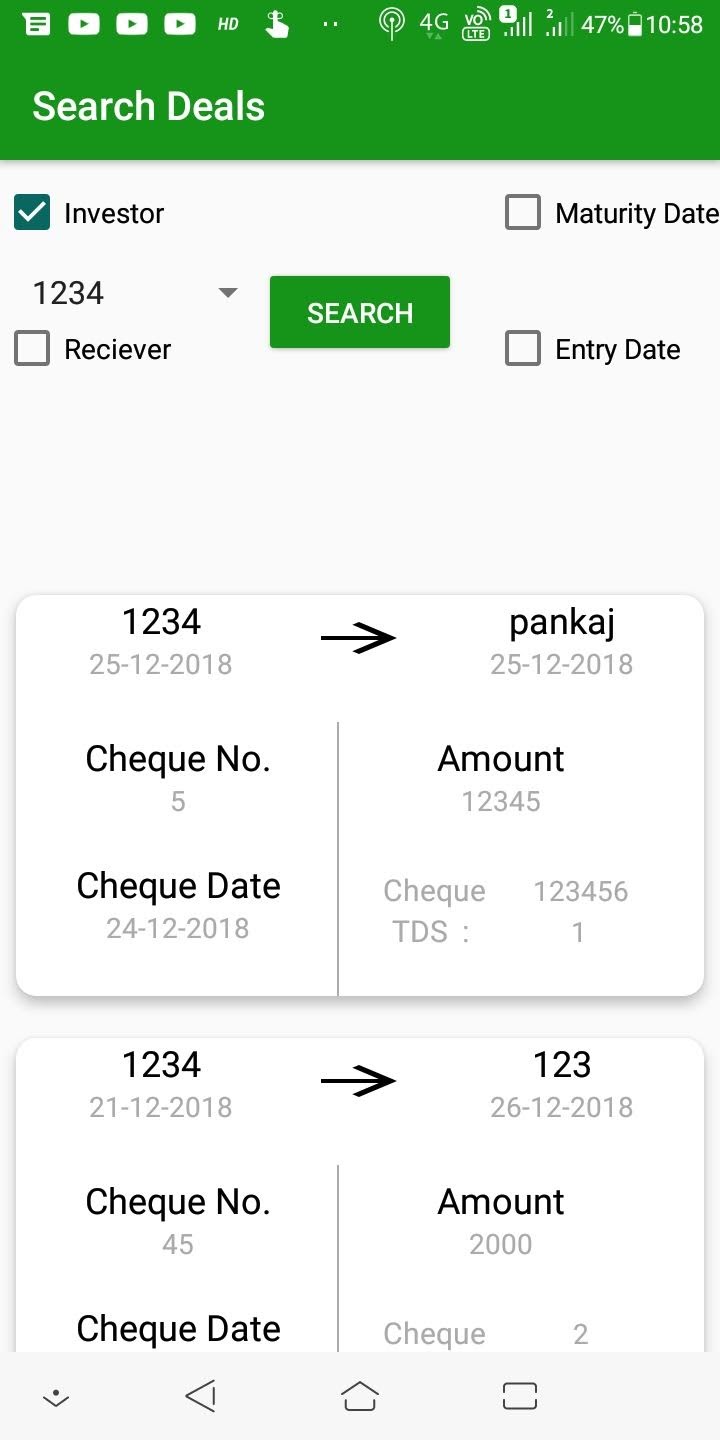 HD 4G VO LTE 1 2 47% 10:58
Search Deals
Investor Maturity Date
1234 SEARCH
Reciever Entry Date
1234 pankaj
25-12-2018 25-12-2018
Cheque No. Amount
5 12345
Cheque Date Cheque 123456
24-12-2018 TDS : 1
1234 123
21-12-2018 26-12-2018
Cheque No. Amount
45 2000
Cheque Date Cheque 2